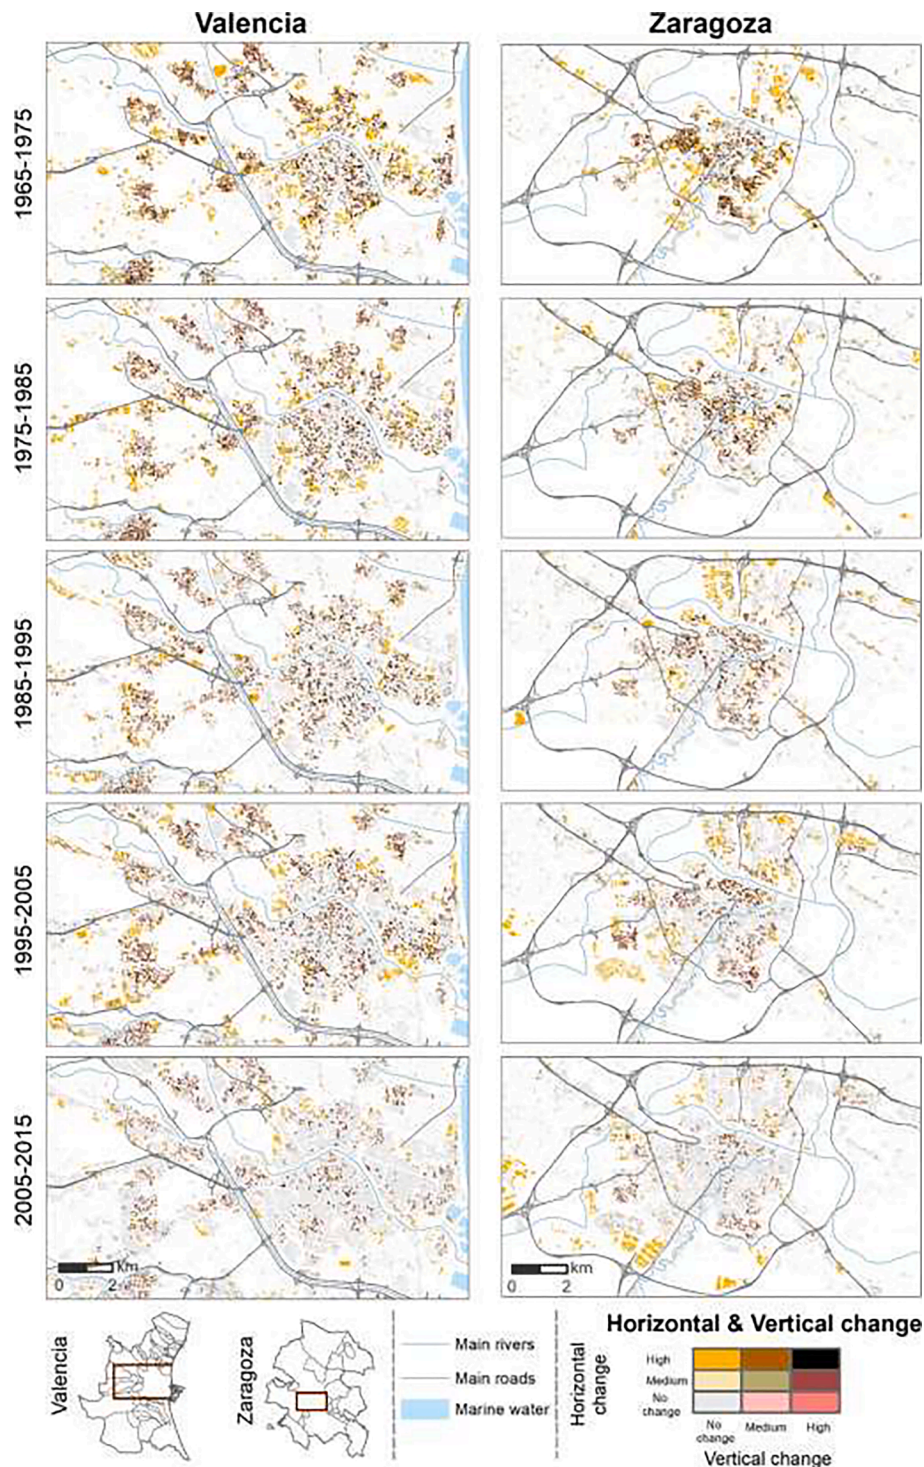 Valencia
Zaragoza
1965-1975
1975-1985
1985-1995
1995-2005
2005-2015
0 2 km
0 2 km
Valencia
Zaragoza
Main rivers
Main roads
Marine water
Horizontal & Vertical change
Horizontal
change
High
Medium
No
change
No
change
Medium
High
Vertical change